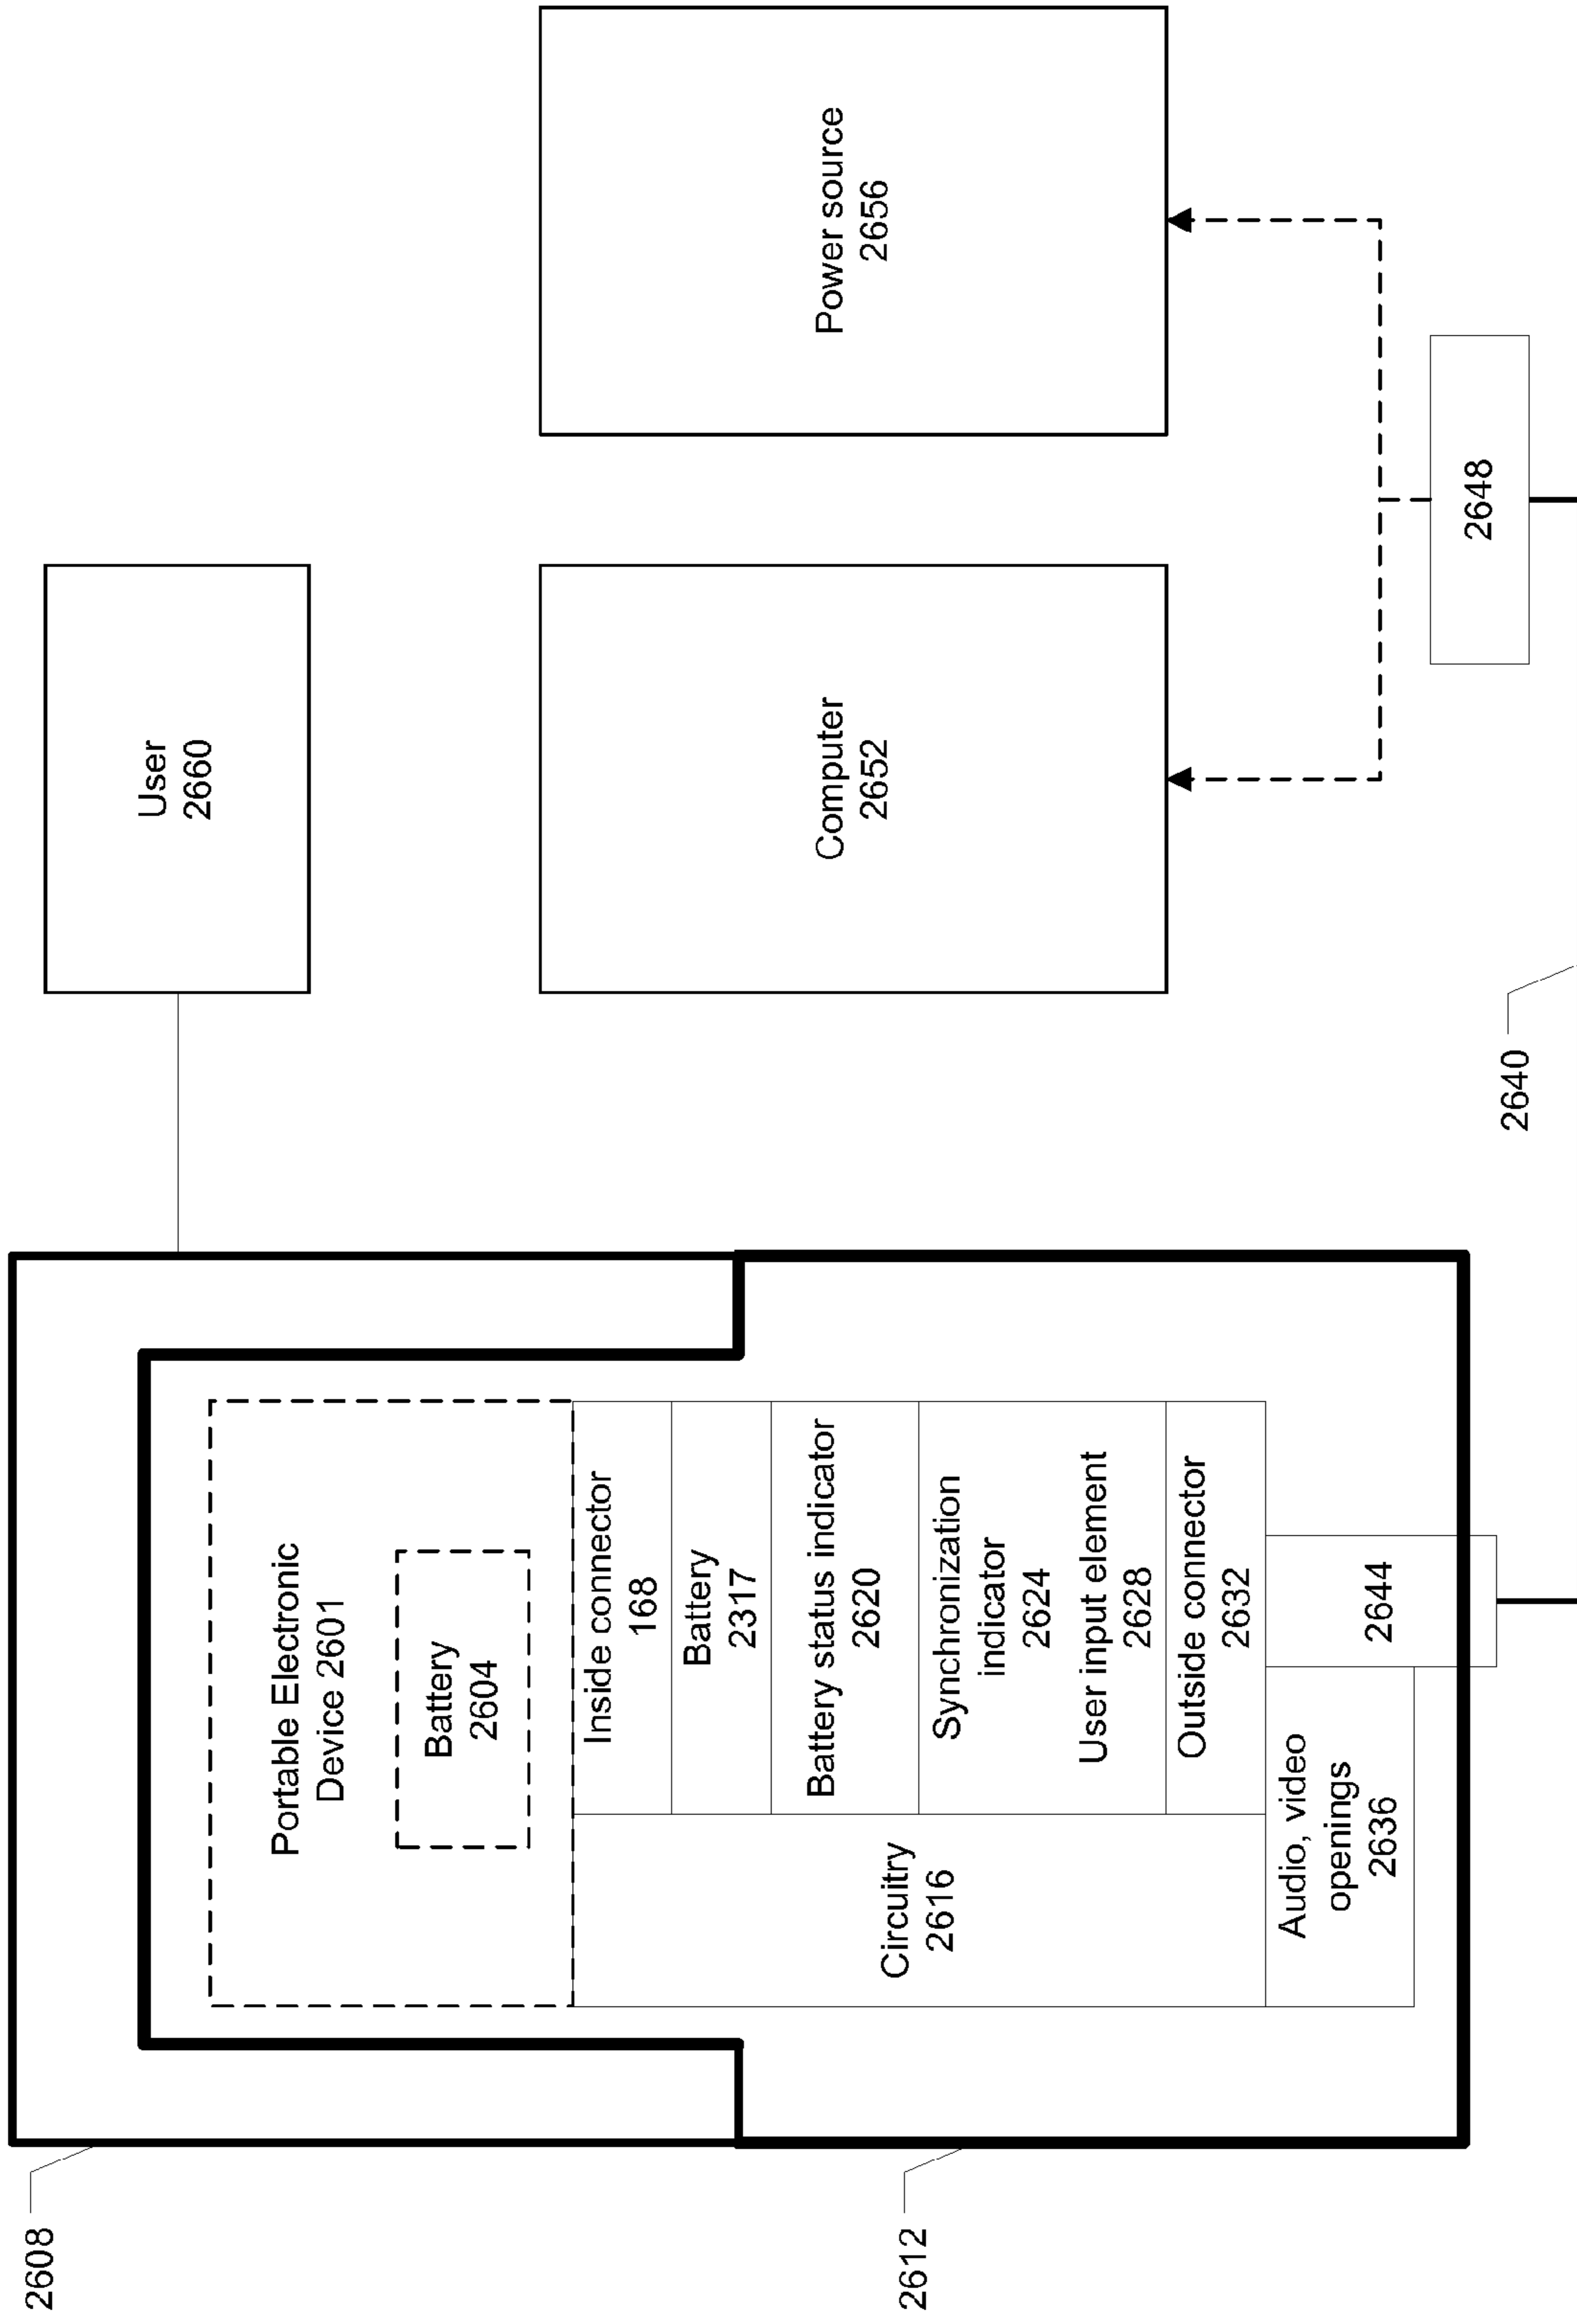 2608
2612
Portable Electronic
Device 2601
Battery
2604
Circuitry
2616
Inside connector
168
Battery
2317
Battery status indicator
2620
Synchronization
indicator
2624
User input element
2628
Outside connector
2632
Audio, video
openings
2636
2644
User
2660
Computer
2652
Power source
2656
2640
2648